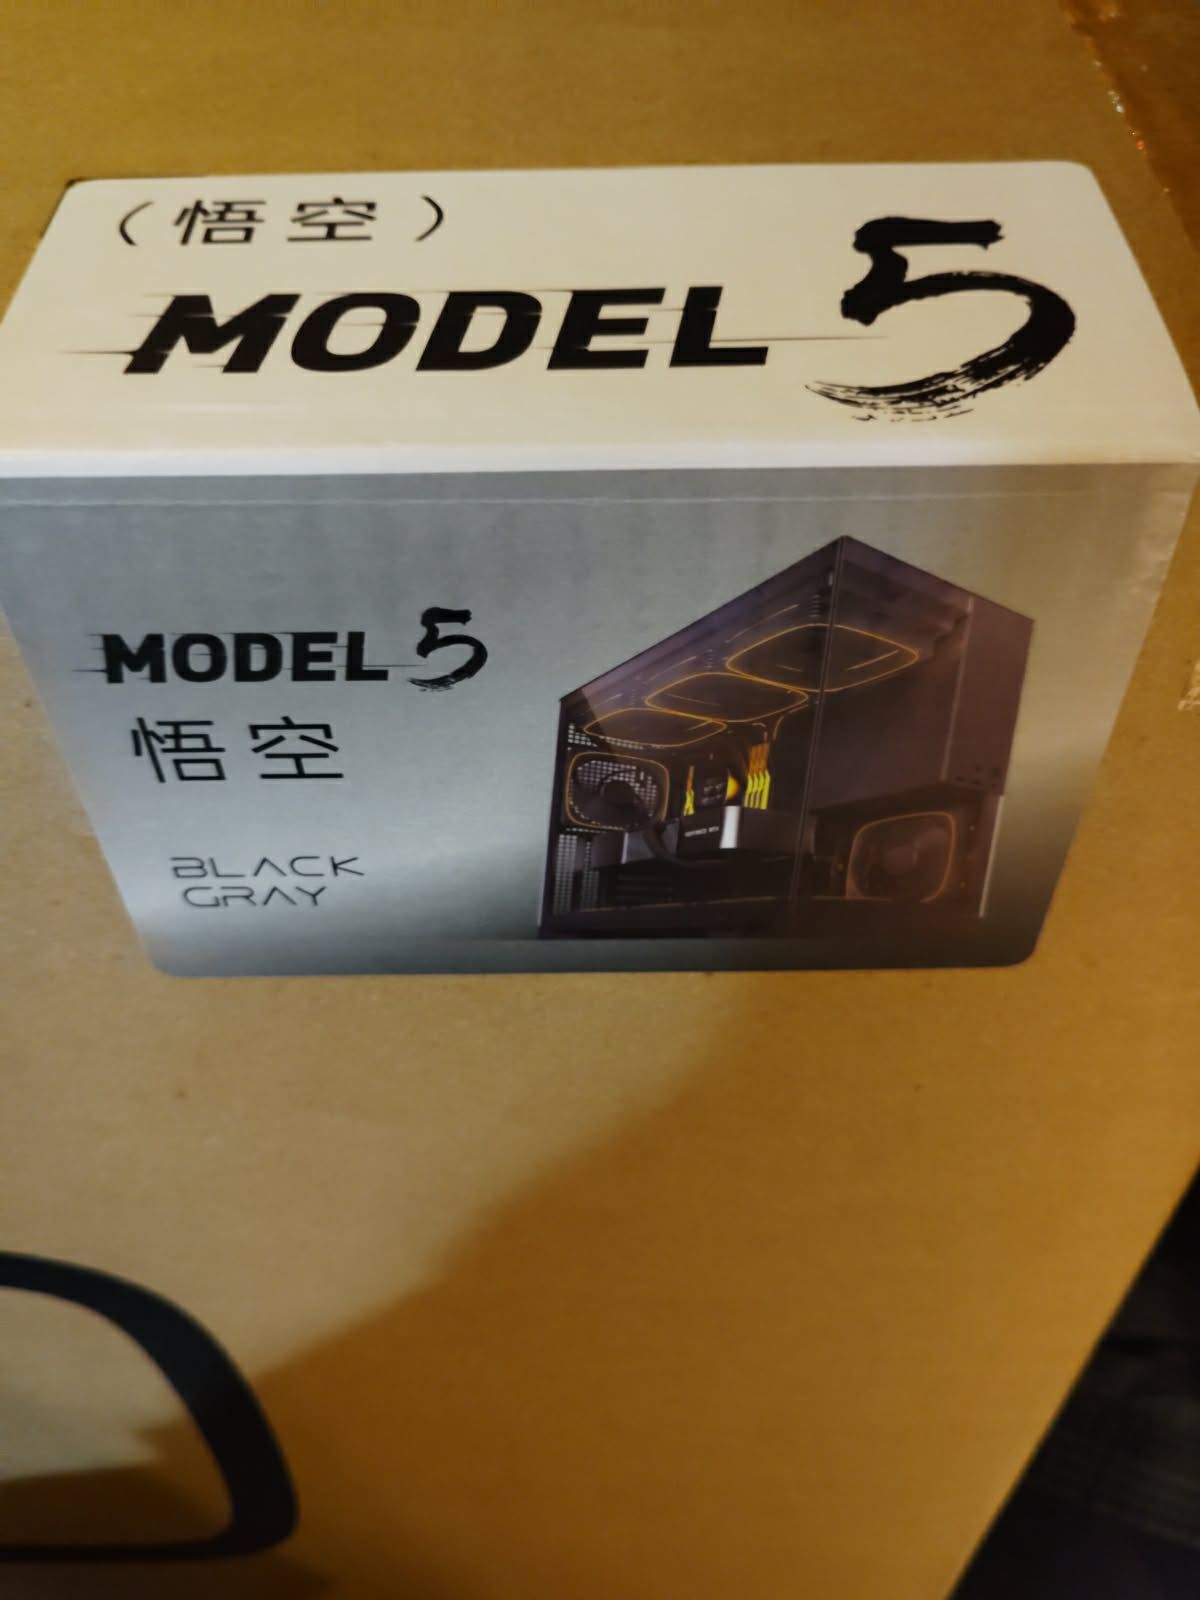 （悟空）
MODEL 5
MODEL 5
悟空
BLACK
GRAY